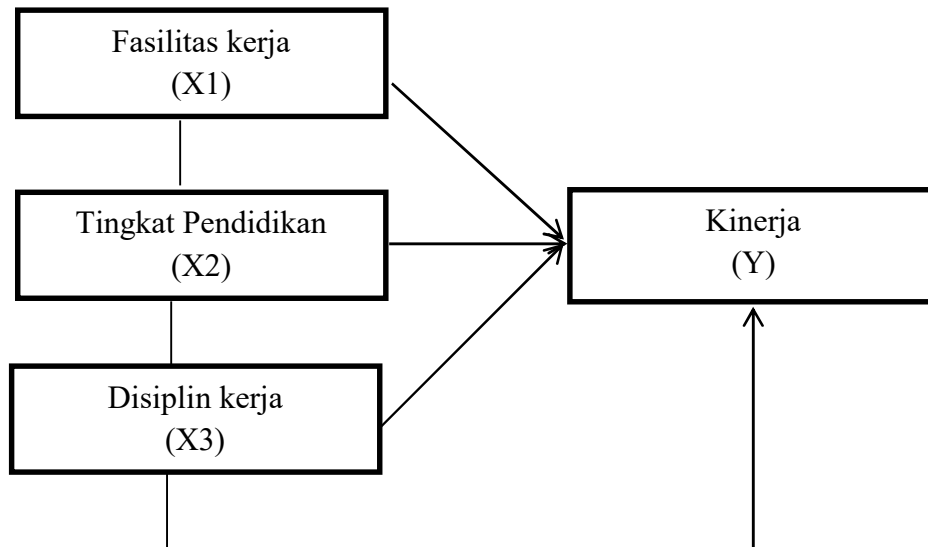 Fasilitas kerja
(X1)
Tingkat Pendidikan
(X2)
Kinerja
(Y)
Disiplin kerja
(X3)